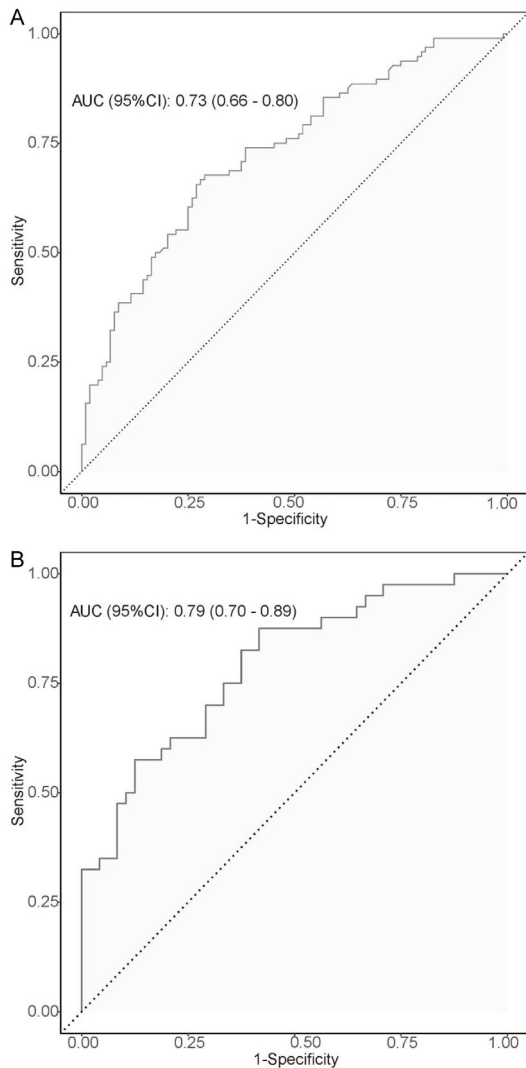 A
1.00
AUC (95%CI): 0.73 (0.66 - 0.80)
0.75
Sensitivity
0.50
0.25
0.00
0.00 0.25 0.50 0.75 1.00
1-Specificity
B
1.00
AUC (95%CI): 0.79 (0.70 - 0.89)
0.75
Sensitivity
0.50
0.25
0.00
0.00 0.25 0.50 0.75 1.00
1-Specificity